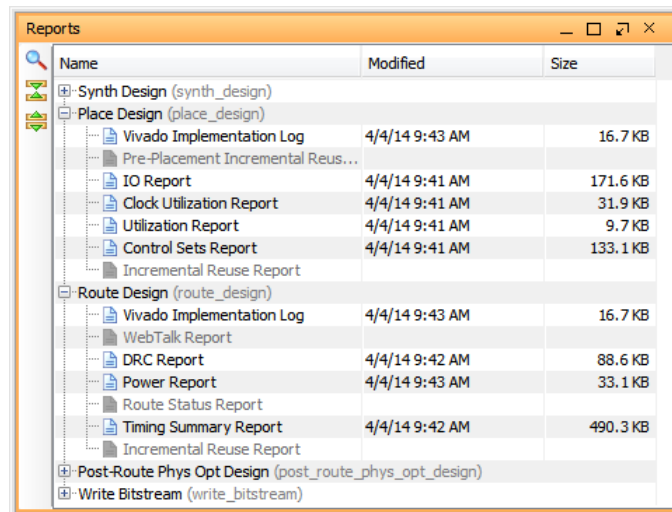 Reports
Name Modified Size
Synth Design (synth_design)
Place Design (place_design)
Vivado Implementation Log 4/4/14 9:43 AM 16.7 KB
Pre-Placement Incremental Reus...
IO Report 4/4/14 9:41 AM 171.6 KB
Clock Utilization Report 4/4/14 9:41 AM 31.9 KB
Utilization Report 4/4/14 9:41 AM 9.7 KB
Control Sets Report 4/4/14 9:41 AM 133.1 KB
Incremental Reuse Report
Route Design (route_design)
Vivado Implementation Log 4/4/14 9:43 AM 16.7 KB
WebTalk Report
DRC Report 4/4/14 9:42 AM 88.6 KB
Power Report 4/4/14 9:43 AM 33.1 KB
Route Status Report
Timing Summary Report 4/4/14 9:42 AM 490.3 KB
Incremental Reuse Report
Post-Route Phys Opt Design (post_route_phys_opt_design)
Write Bitstream (write_bitstream)